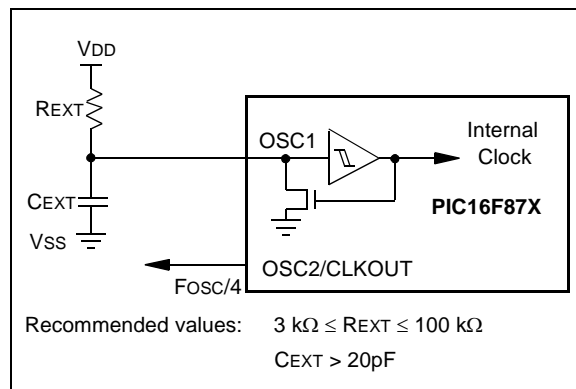 VDD
REXT
OSC1
Internal
Clock
CEXT
PIC16F87X
VSS
OSC2/CLKOUT
FOSC/4
Recommended values: 3 kΩ ≤ REXT ≤ 100 kΩ
CEXT > 20pF